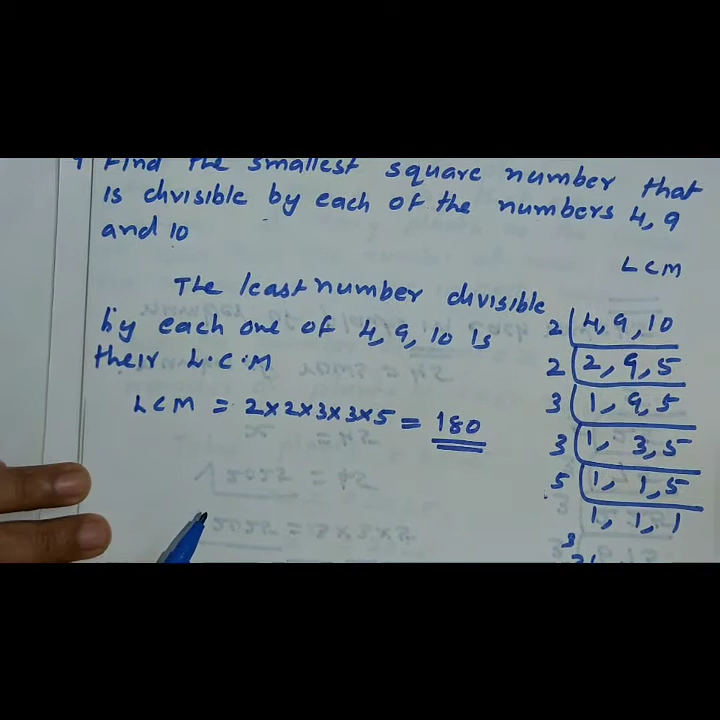 Find the smallest square number that
is divisible by each of the numbers 4, 9
and 10
LCM
The least number divisible
by each one of 4, 9, 10 is
their L.C.M
LCM = 2×2×3×3×5 = 180
2 | 4, 9, 10
2 | 2, 9, 5
3 | 1, 9, 5
3 | 1, 3, 5
5 | 1, 1, 5
1, 1, 1
3